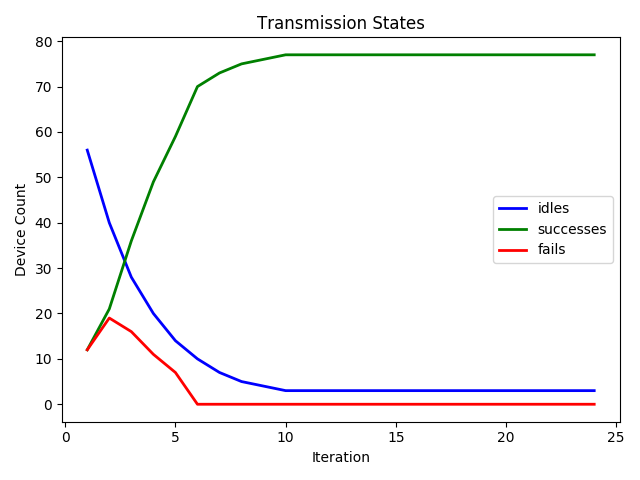 Transmission States
80
70
60
50
40
30
20
10
0
Device Count
idles
successes
fails
0 5 10 15 20 25
Iteration